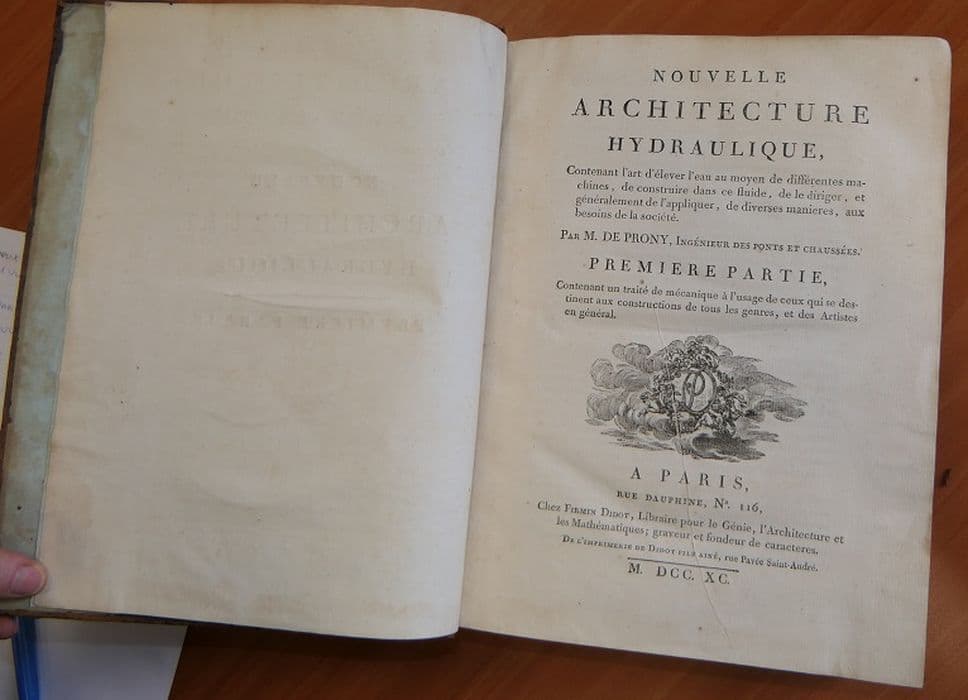 NOUVELLE
ARCHITECTURE
HYDRAULIQUE,
Contenant l'art d'élever l'eau au moyen de différentes ma-
chines, de construire dans ce fluide, de le diriger, et
généralement de l'appliquer, de diverses manieres, aux
besoins de la société.
PAR M. DE PRONY, INGÉNIEUR DES PONTS ET CHAUSSÉES.
PREMIERE PARTIE,
Contenant un traité de mécanique à l'usage de ceux qui se des-
tinent aux constructions de tous les genres, et des Artistes
en général.
A PARIS,
RUE DAUPHINE, N°. 116,
Chez FIRMIN DIDOT, Libraire pour le Génie, l'Architecture et
les Mathématiques; graveur et fondeur de caracteres.
DE L'IMPRIMERIE DE DIDOT FILS AINÉ, rue Pavée Saint-André.
M. DCC. XC.